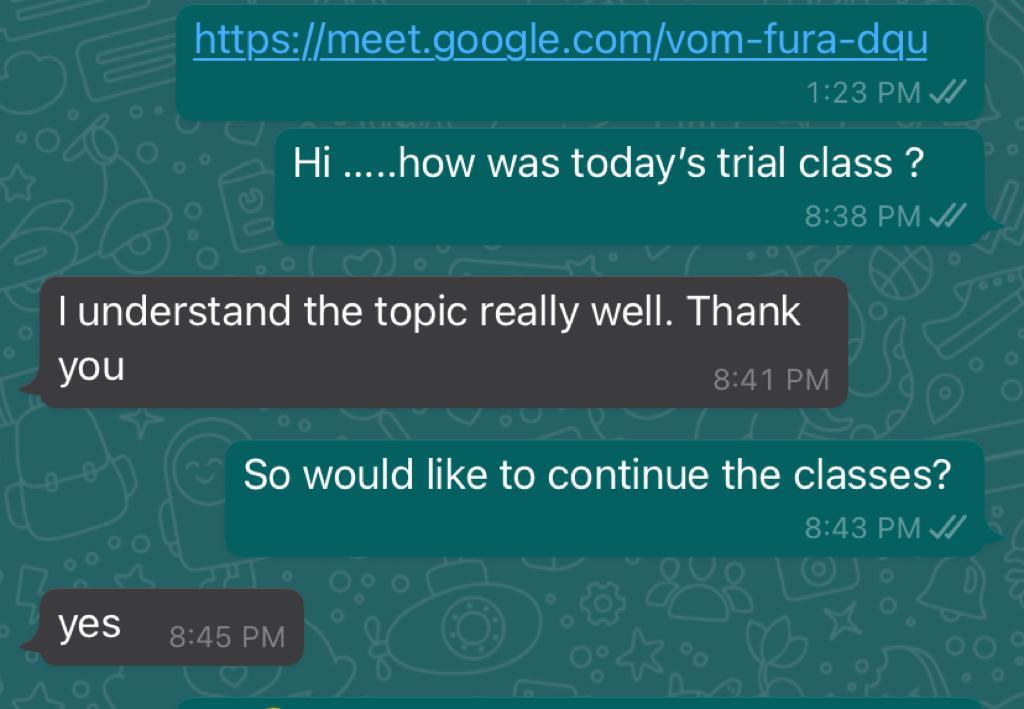 https://meet.google.com/vom-fura-dqu
1:23 PM
Hi .....how was today’s trial class ?
8:38 PM
I understand the topic really well. Thank
you
8:41 PM
So would like to continue the classes?
8:43 PM
yes
8:45 PM